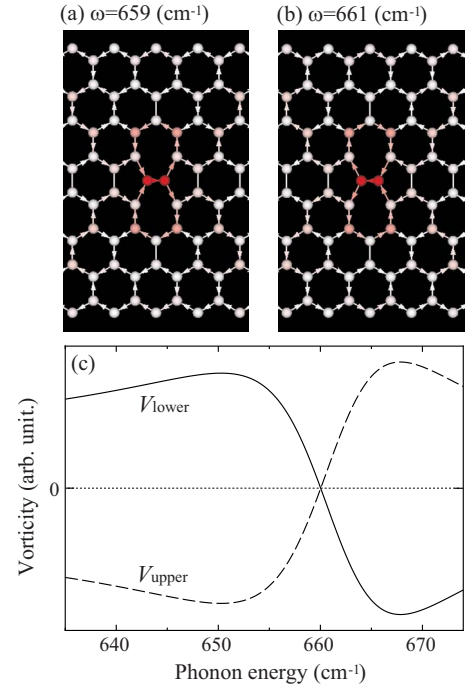 (a) ω=659 (cm⁻¹)
(b) ω=661 (cm⁻¹)
(c)
Vlower
Vupper
Vorticity (arb. unit.)
0
640 650 660 670
Phonon energy (cm⁻¹)